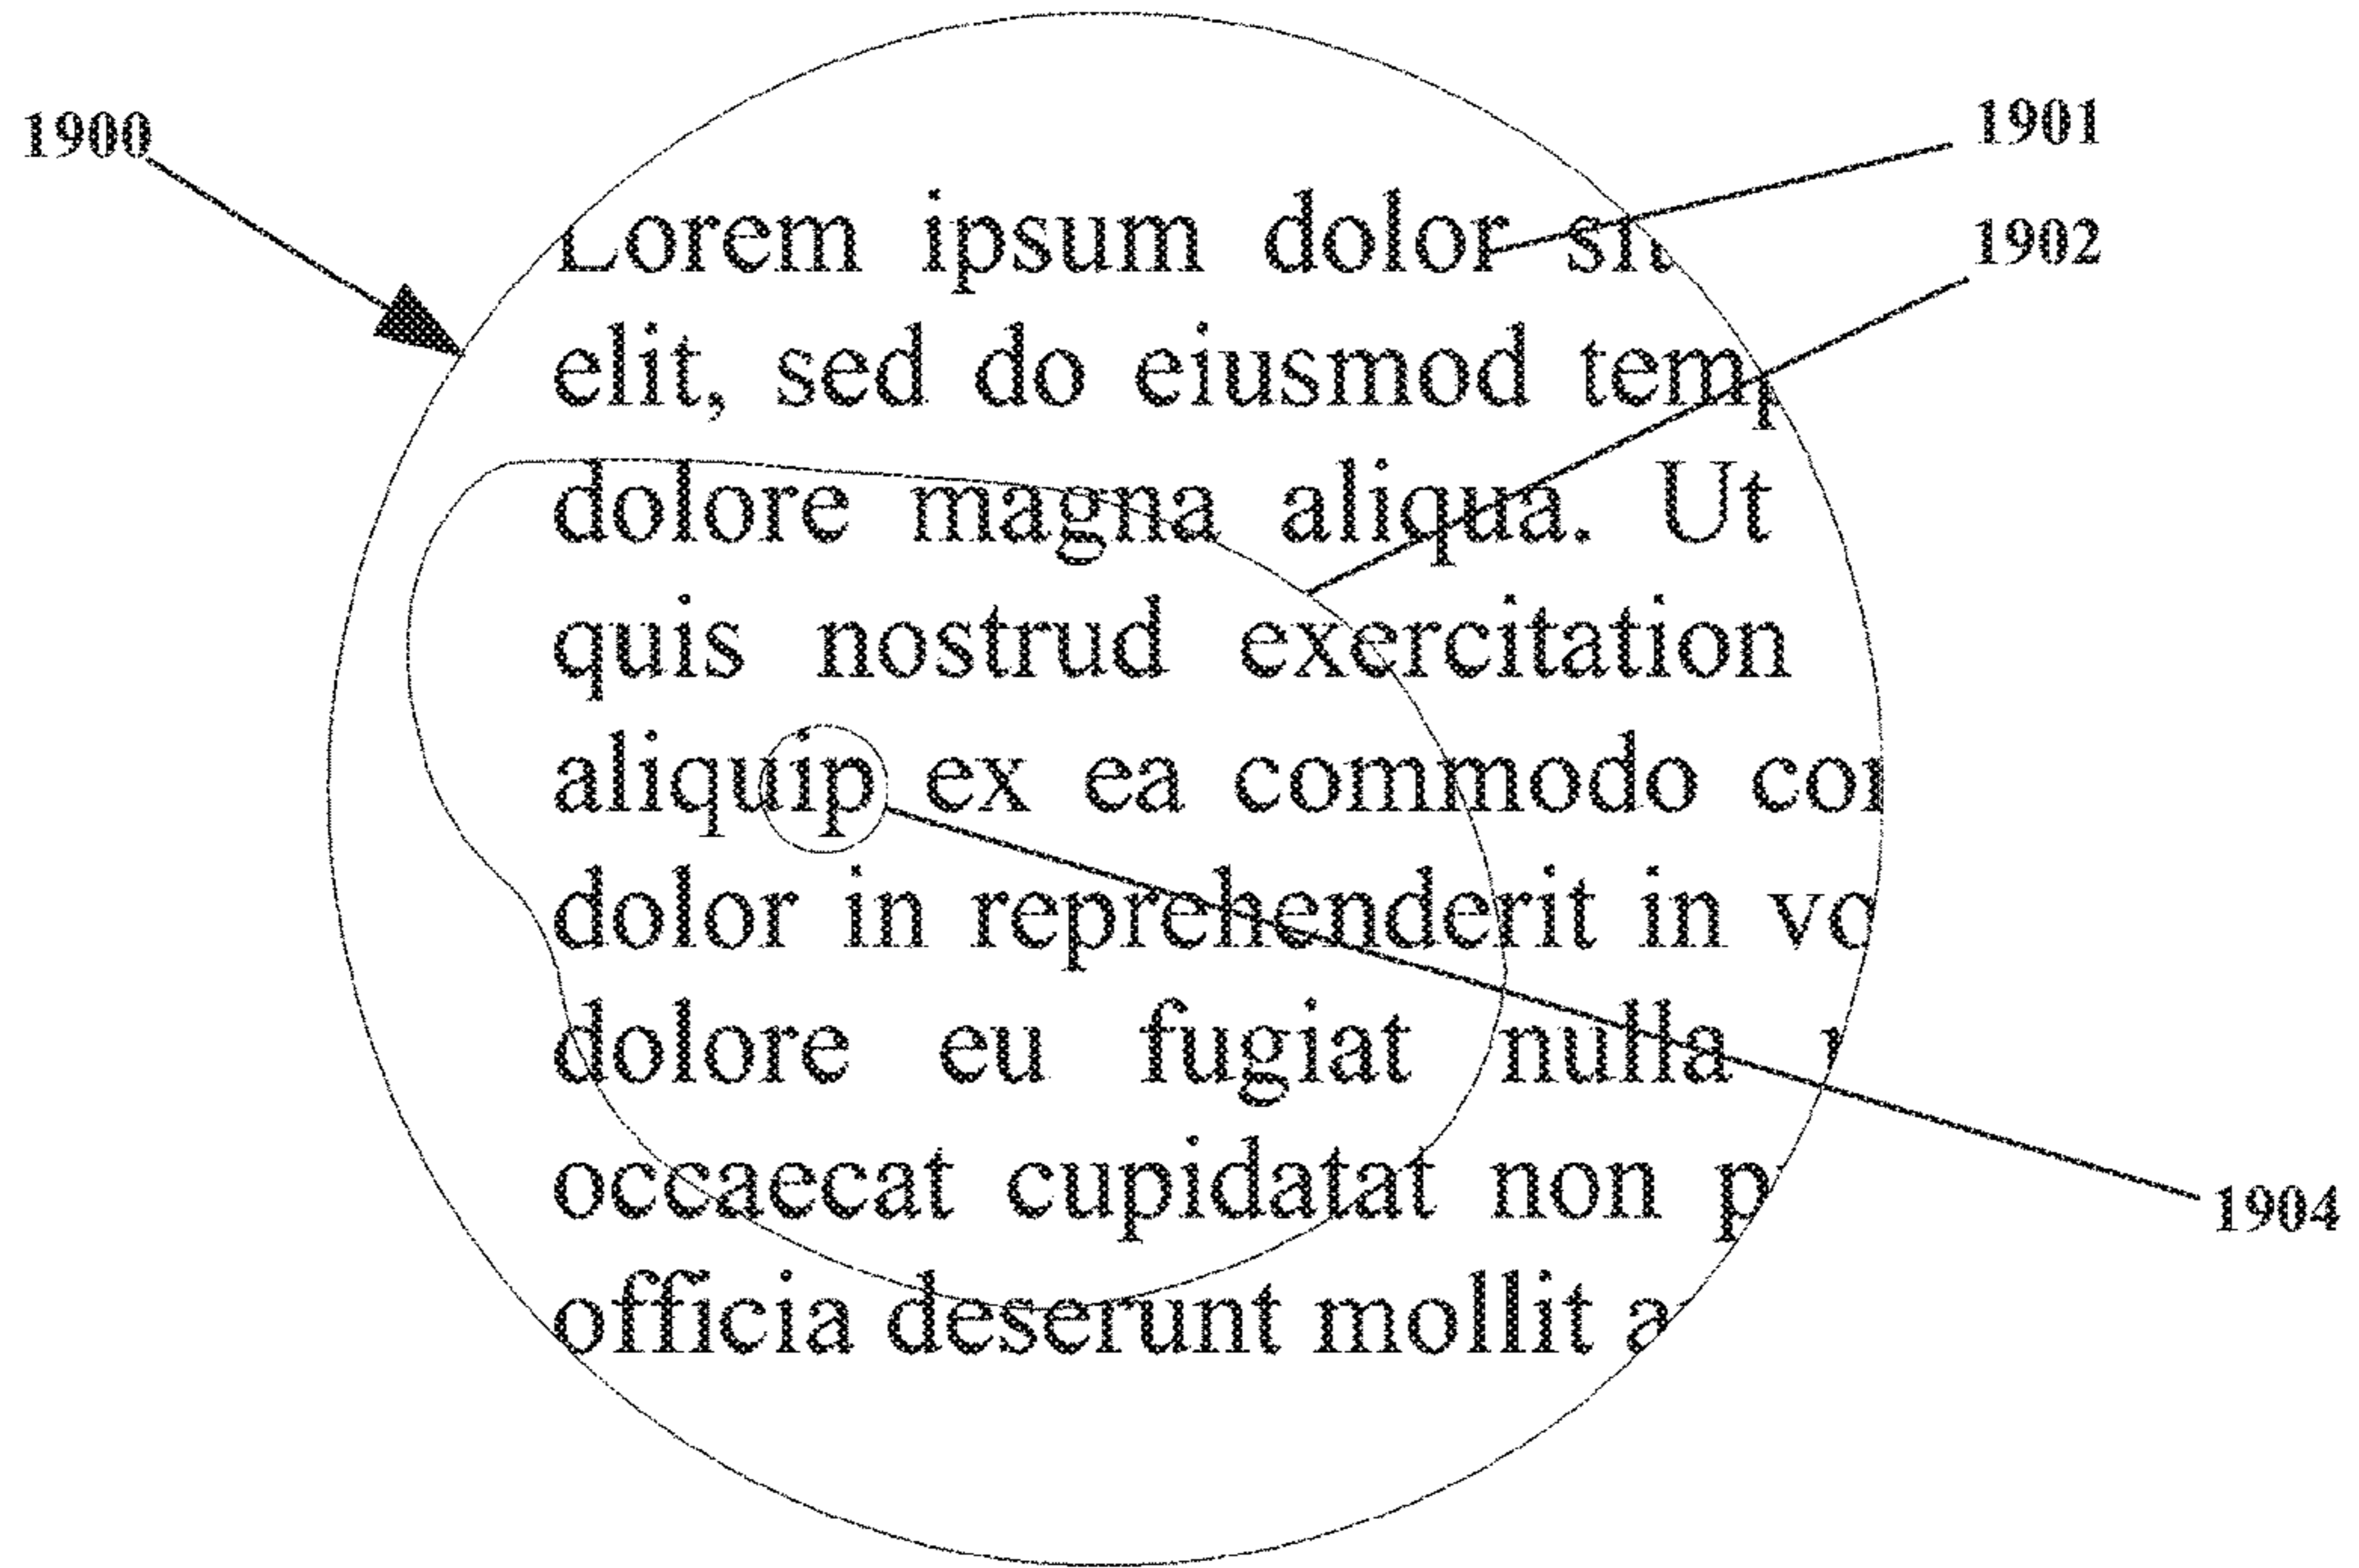 1900
1901
1902
Lorem ipsum dolor
elit, sed do eiusmod
dolore magna aliqua. Ut
quis nostrud exercitation
aliquip ex ea commodo
dolor in reprehenderit in
dolore eu fugiat nulla
occaecat cupidatat non
officia deserunt mollit
1904